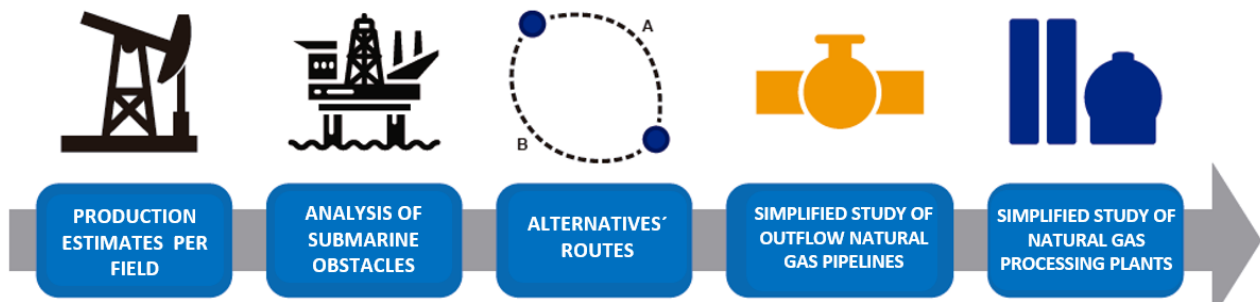 A
B
PRODUCTION
ESTIMATES PER
FIELD
ANALYSIS OF
SUBMARINE
OBSTACLES
ALTERNATIVES´
ROUTES
SIMPLIFIED STUDY OF
OUTFLOW NATURAL
GAS PIPELINES
SIMPLIFIED STUDY OF
NATURAL GAS
PROCESSING PLANTS